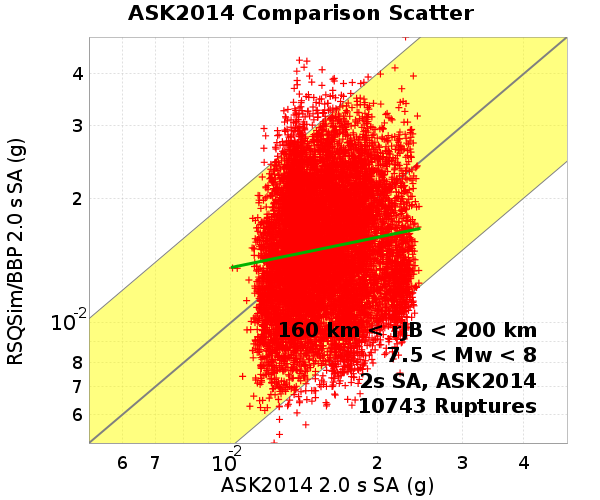 ASK2014 Comparison Scatter
RSQSim/BBP 2.0 s SA (g)
4
3
2
10-2
8
7
6
160 km < rJB < 200 km
7.5 < Mw < 8
2s SA, ASK2014
10743 Ruptures
6 7 10-2 2 3 4
ASK2014 2.0 s SA (g)